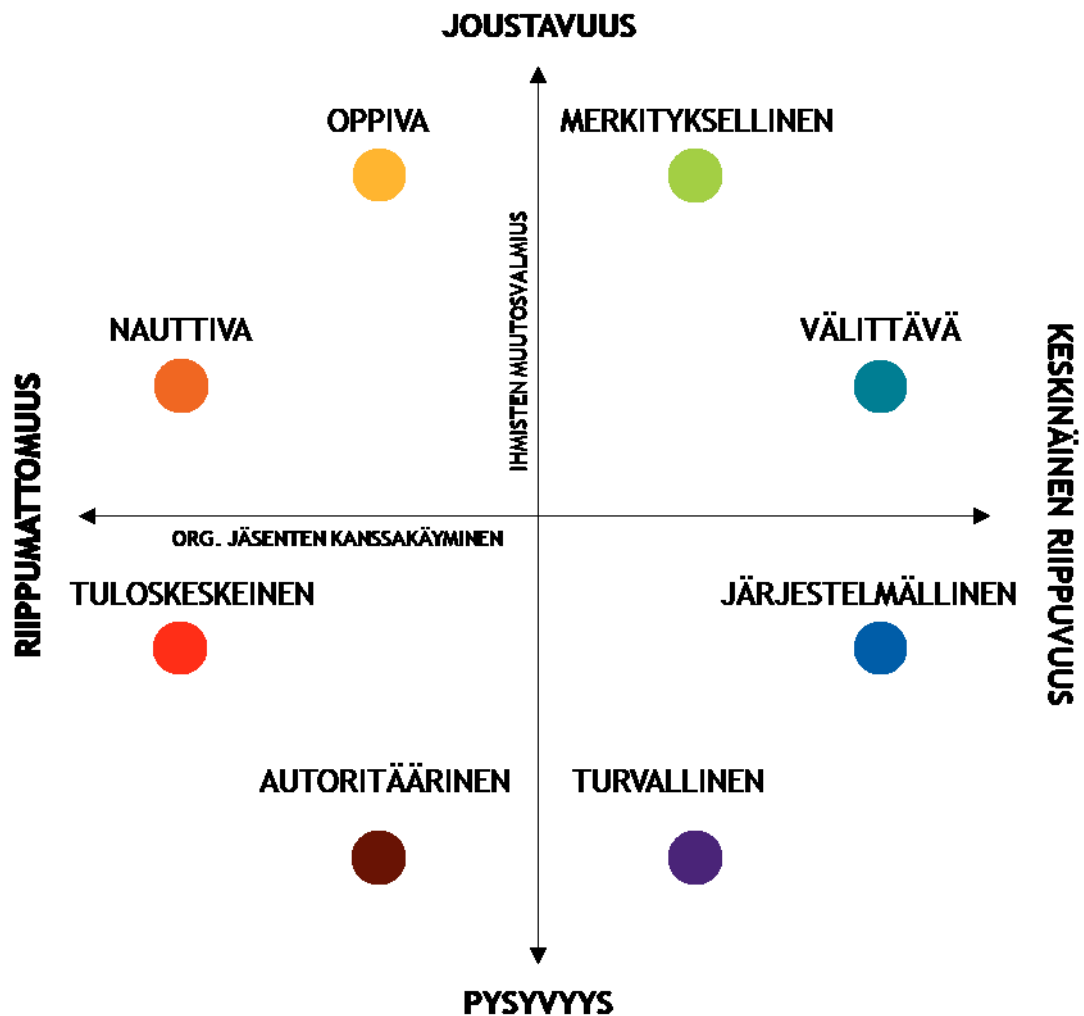 JOUSTAVUUS
OPPIVA
MERKITYKSELLINEN
IHMISTEN MUUTOSVALMIUS
NAUTTIVA
VÄLITTÄVÄ
RIIPPUMATTOMUUS
KESKINÄINEN RIIPPUVUUS
ORG. JÄSENTEN KANSSAKÄYMINEN
TULOSKESKEINEN
JÄRJESTELMÄLLINEN
AUTORITÄÄRINEN
TURVALLINEN
PYSYVYYS